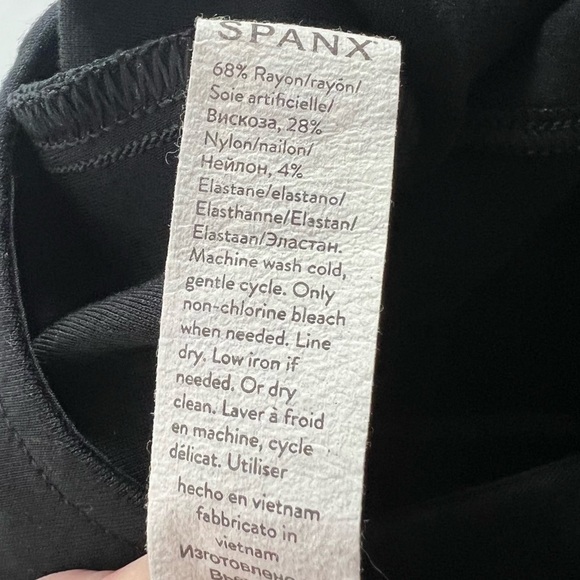 SPANX
68% Rayon/rayón/
Soie artificielle/
Вискоза, 28%
Nylon/nailon/
Нейлон, 4%
Elastane/elastano/
Elasthanne/Elastan/
Elastaan/Эластан.
Machine wash cold,
gentle cycle. Only
non-chlorine bleach
when needed. Line
dry. Low iron if
needed. Or dry
clean. Laver à froid
en machine, cycle
délicat. Utiliser
hecho en vietnam
fabbricato in
vietnam
Изготовлено